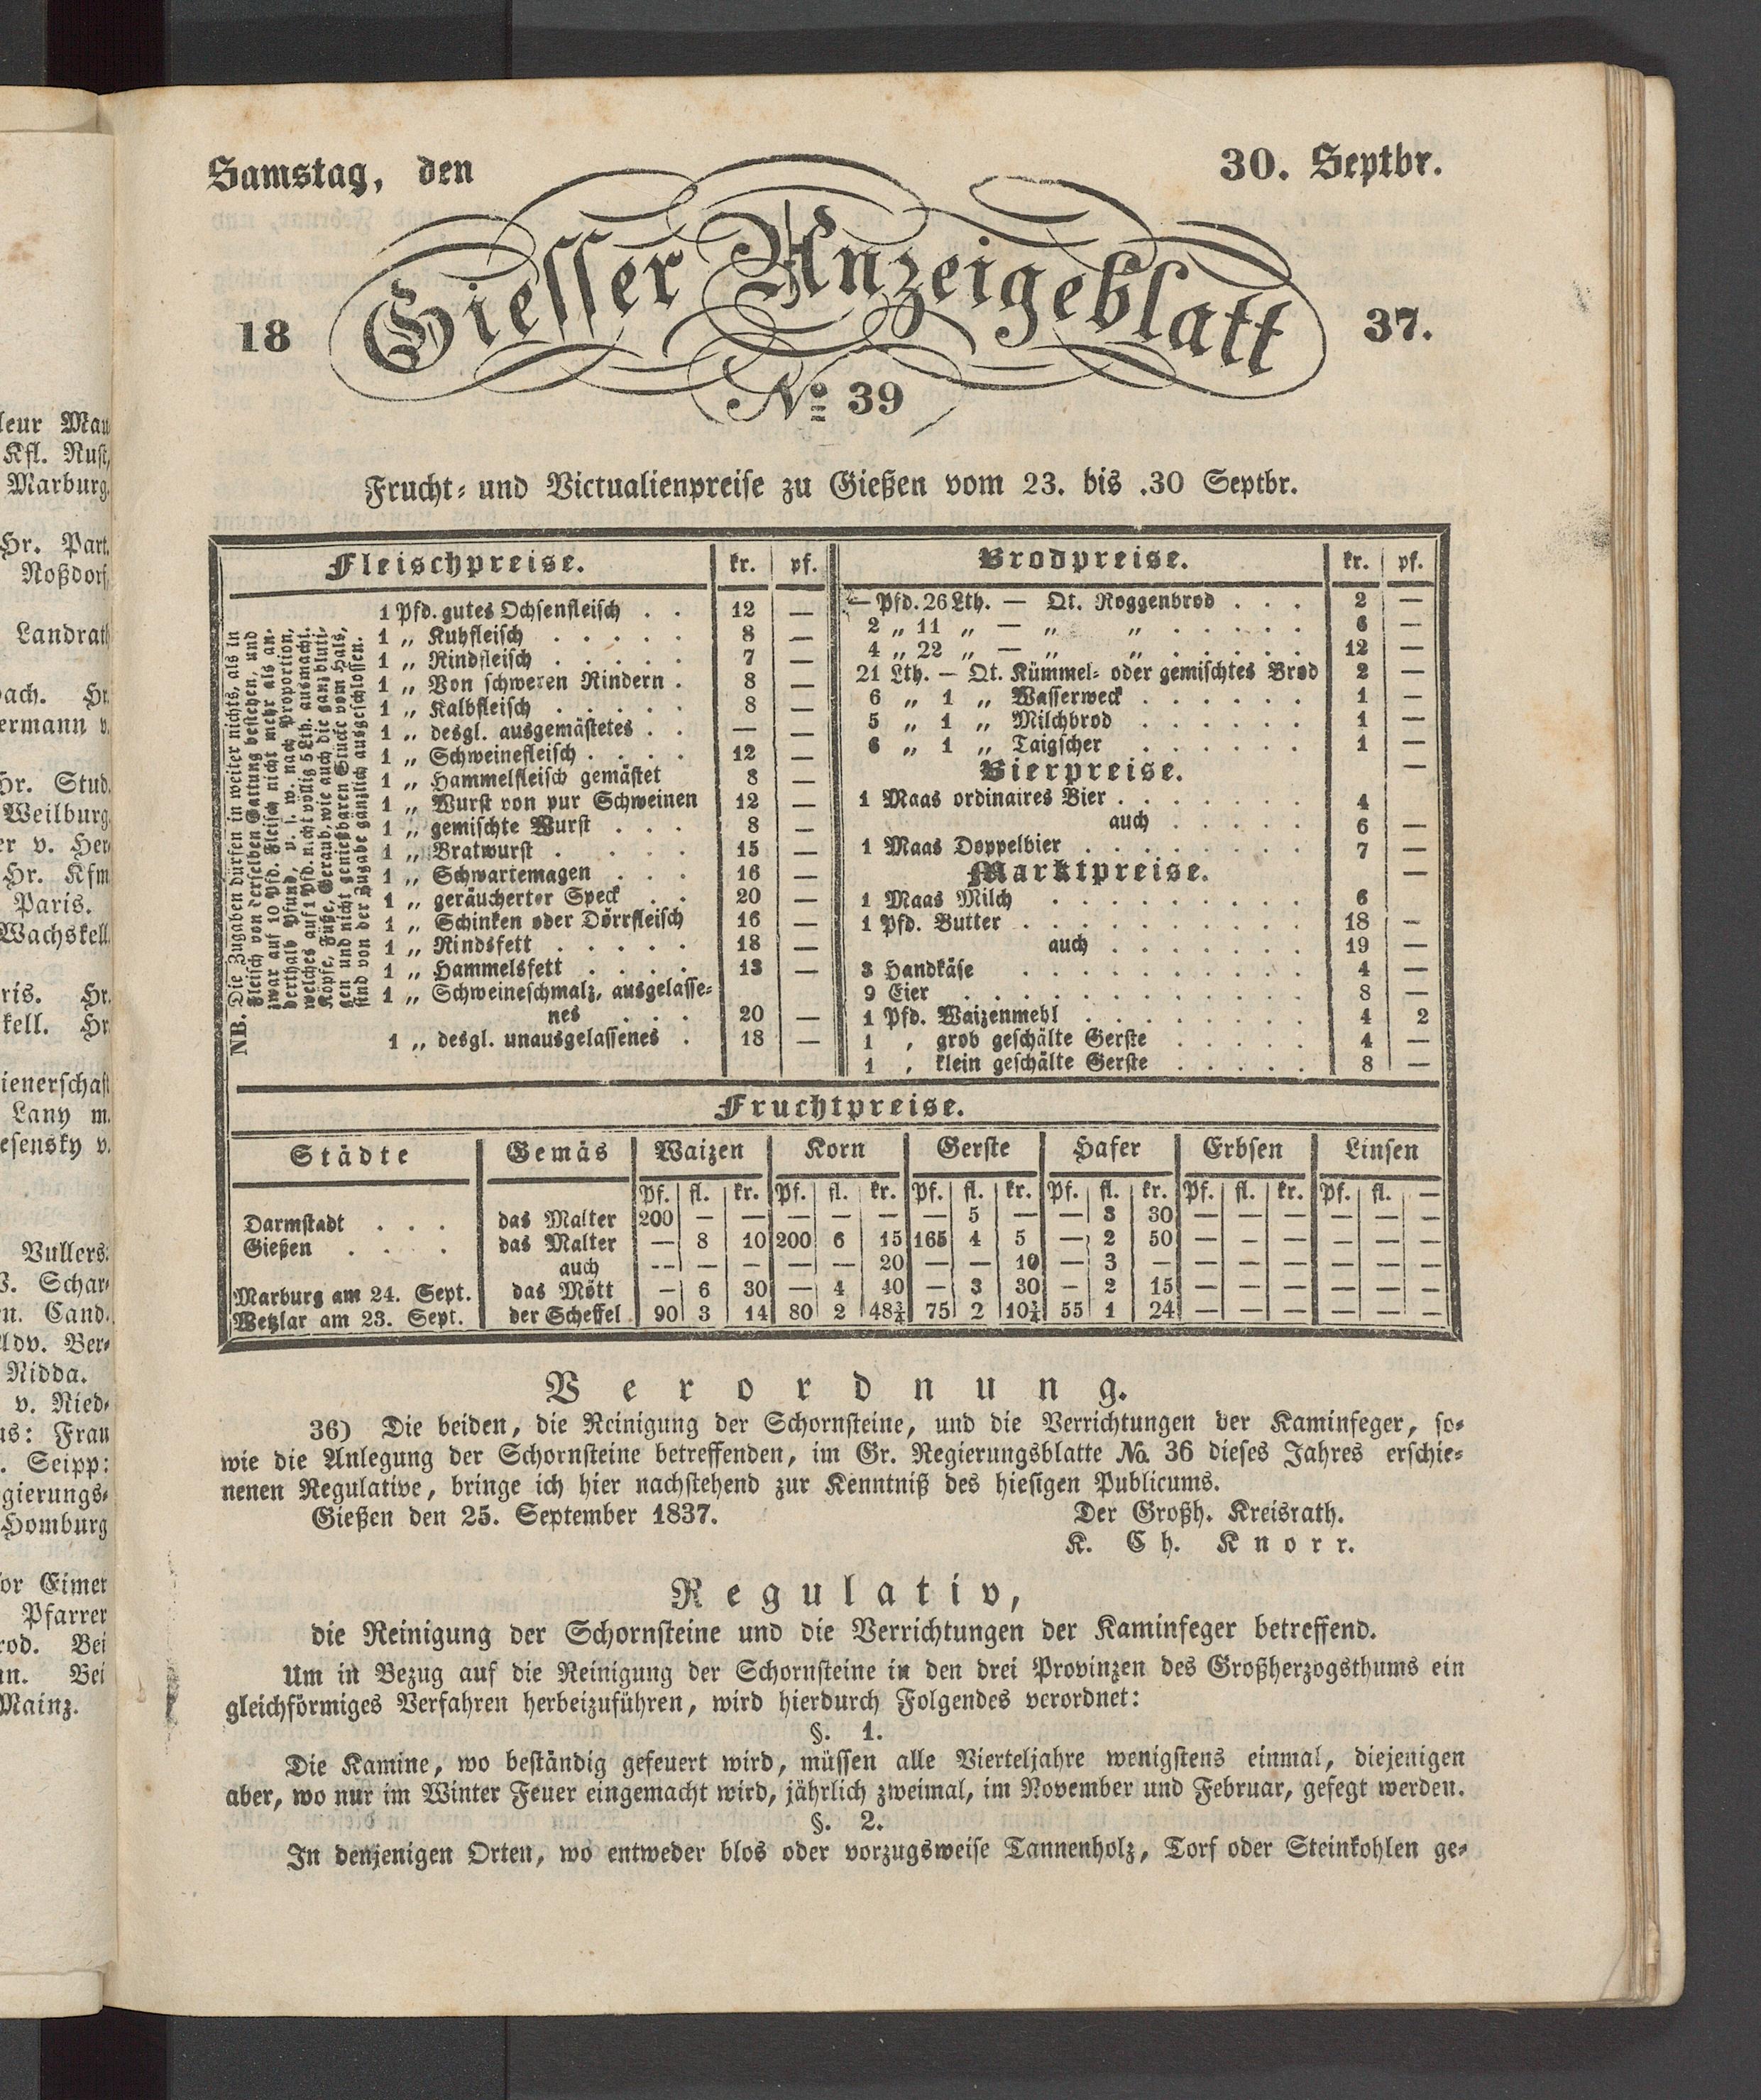 Samstag, den 30. Septbr.
18 Giesser Anzeigeblatt 37.
No 39
Frucht- und Victualienpreise zu Gießen vom 23. bis .30 Septbr.
Fleischpreise. kr. pf.
NB. Die Zugaben dürfen in weiter nichts, als in
Fleisch von derselben Gattung bestehen, und
zwar auf 10 Pfd. Fleisch nicht mehr als an-
derthalb Pfund, u. s. w. nach Proportion,
welches auf 1 Pfd. nicht völlig 5 Lth. ausmacht.
Köpfe, Füße, Geraub, wie auch die ganz bluti-
gen und nicht genießbaren Stücke vom Hals,
sind von der Zugabe gänzlich ausgeschlossen.
1 Pfd. gutes Ochsenfleisch . . 12 —
1 „ Kuhfleisch . . . . . 8 —
1 „ Rindfleisch . . . . . 7 —
1 „ Von schweren Rindern . 8 —
1 „ Kalbfleisch . . . . . 8 —
1 „ desgl. ausgemästetes . . — —
1 „ Schweinefleisch . . . . 12 —
1 „ Hammelfleisch gemästet 8 —
1 „ Wurst von pur Schweinen 12 —
1 „ gemischte Wurst . . . 8 —
1 „ Bratwurst . . . . 15 —
1 „ Schwartemagen . . . 16 —
1 „ geräucherter Speck . . 20 —
1 „ Schinken oder Dörrfleisch 16 —
1 „ Rindsfett . . . . . 18 —
1 „ Hammelsfett . . . . 13 —
1 „ Schweineschmalz, ausgelasse-
nes . . . 20 —
1 „ desgl. unausgelassenes . 18 —
Brodpreise. kr. pf.
— Pfd. 26 Lth. — Qt. Roggenbrod . . . 2 —
2 „ 11 „ — „ „ . . . . . 6 —
4 „ 22 „ — „ „ . . . . . 12 —
21 Lth. — Qt. Kümmel- oder gemischtes Brod 2 —
6 „ 1 „ Wasserweck . . . . . . 1 —
5 „ 1 „ Milchbrod . . . . . . 1 —
6 „ 1 „ Taigscher . . . . . . 1 —
Bierpreise. —
1 Maas ordinaires Bier . . . . . . . 4
auch . . . . . 6 —
1 Maas Doppelbier . . . . . . . . 7 —
Marktpreise. —
1 Maas Milch . . . . . . . . . 6
1 Pfd. Butter . . . . . . . . . . 18 —
auch . . . . . . . 19 —
3 Handkäse . . . . . . . . . . 4 —
9 Eier . . . . . . . . . . . . 8 —
1 Pfd. Waizenmehl . . . . . . . . 4 2
1 , grob geschälte Gerste . . . . . 4 —
1 , klein geschälte Gerste . . . . . 8 —
Fruchtpreise.
Städte Gemäs Waizen Korn Gerste Hafer Erbsen Linsen
Pf. fl. kr. Pf. fl. kr. Pf. fl. kr. Pf. fl. kr. Pf. fl. kr. Pf. fl. —
Darmstadt . . . das Malter 200 — — — — — — 5 — — 3 30 — — — — — —
Gießen . . . . das Malter — 8 10 200 6 15 165 4 5 — 2 50 — — — — — —
auch -- — — — — 20 — — 10 — 3 — — — — — — —
Marburg am 24. Sept. das Mött — 6 30 — 4 40 — 3 30 — 2 15 — — — — — —
Wetzlar am 23. Sept. der Scheffel 90 3 14 80 2 48¾ 75 2 10¾ 55 1 24 — — — — — —
Verordnung.
36) Die beiden, die Reinigung der Schornsteine, und die Verrichtungen der Kaminfeger, so-
wie die Anlegung der Schornsteine betreffenden, im Gr. Regierungsblatte No. 36 dieses Jahres erschie-
nenen Regulative, bringe ich hier nachstehend zur Kenntniß des hiesigen Publicums.
Gießen den 25. September 1837. Der Großh. Kreisrath.
K. Ch. Knorr.
Regulativ,
die Reinigung der Schornsteine und die Verrichtungen der Kaminfeger betreffend.
Um in Bezug auf die Reinigung der Schornsteine in den drei Provinzen des Großherzogsthums ein
gleichförmiges Verfahren herbeizuführen, wird hierdurch Folgendes verordnet:
§. 1.
Die Kamine, wo beständig gefeuert wird, müssen alle Vierteljahre wenigstens einmal, diejenigen
aber, wo nur im Winter Feuer eingemacht wird, jährlich zweimal, im November und Februar, gefegt werden.
§. 2.
In denjenigen Orten, wo entweder blos oder vorzugsweise Tannenholz, Torf oder Steinkohlen ge-